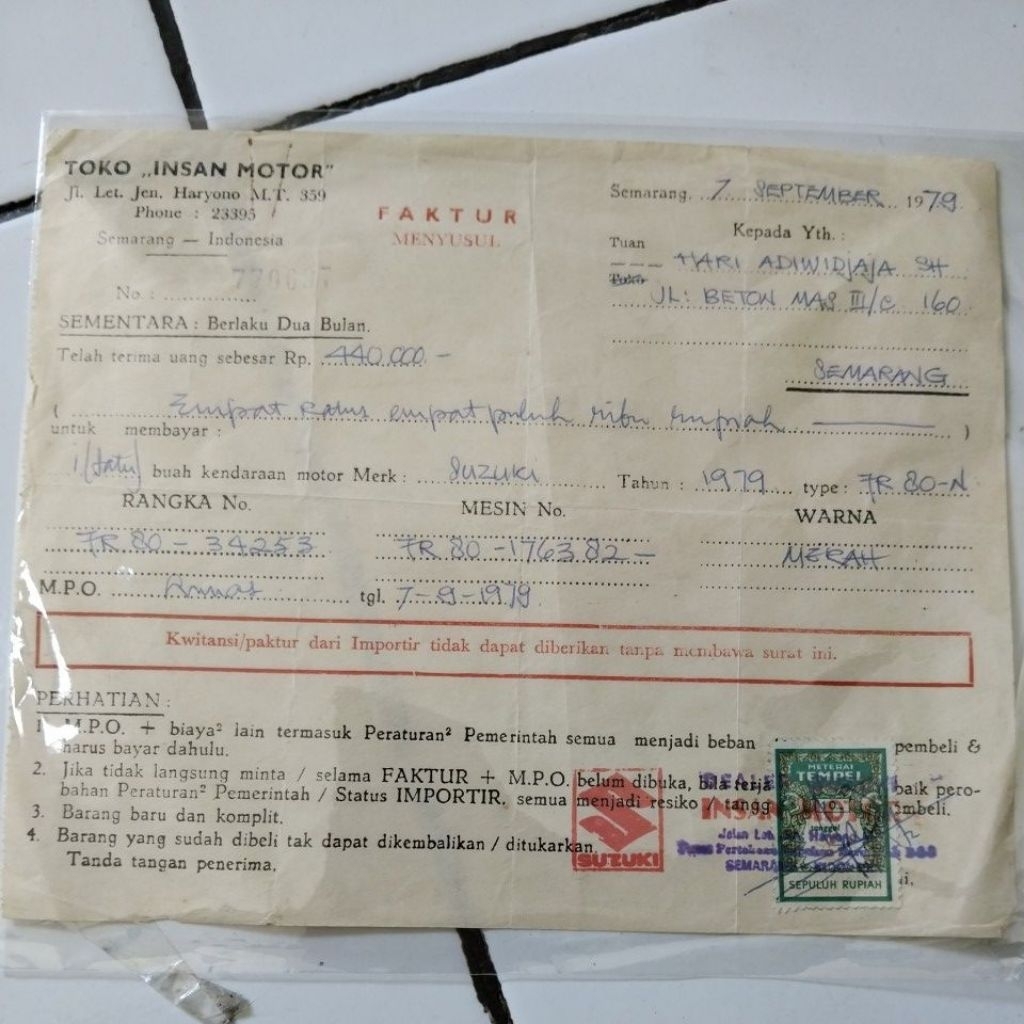 TOKO „INSAN MOTOR"
Jl. Let. Jen. Haryono M.T. 359
Phone : 23395
Semarang — Indonesia
No. :
FAKTUR
MENYUSUL
Semarang, 7 SEPTEMBER 1979
Kepada Yth. :
Tuan
Toko
HARI ADIWIDJAJA SH
JL: BETON MAS III/C 160
SEMARANG
SEMENTARA : Berlaku Dua Bulan.
Telah terima uang sebesar Rp. 440.000.-
( Empat ratus empat puluh ribu rupiah )
untuk membayar :
1 (satu) buah kendaraan motor Merk : SUZUKI Tahun : 1979 type : FR 80-N
RANGKA No. MESIN No. WARNA
FR 80 - 34253 FR 80 - 176382 - MERAH
M.P.O. tgl. 7-9-1979
Kwitansi/paktur dari Importir tidak dapat diberikan tanpa membawa surat ini.
PERHATIAN :
1. M.P.O. + biaya² lain termasuk Peraturan² Pemerintah semua menjadi beban pembeli &
harus bayar dahulu.
2. Jika tidak langsung minta / selama FAKTUR + M.P.O. belum dibuka, bila terja baik pero-
bahan Peraturan² Pemerintah / Status IMPORTIR, semua menjadi resiko / tangg mbeli.
3. Barang baru dan komplit.
4. Barang yang sudah dibeli tak dapat dikembalikan / ditukarkan.
Tanda tangan penerima,
SUZUKI
METERAI
TEMPEL
SEPULUH RUPIAH